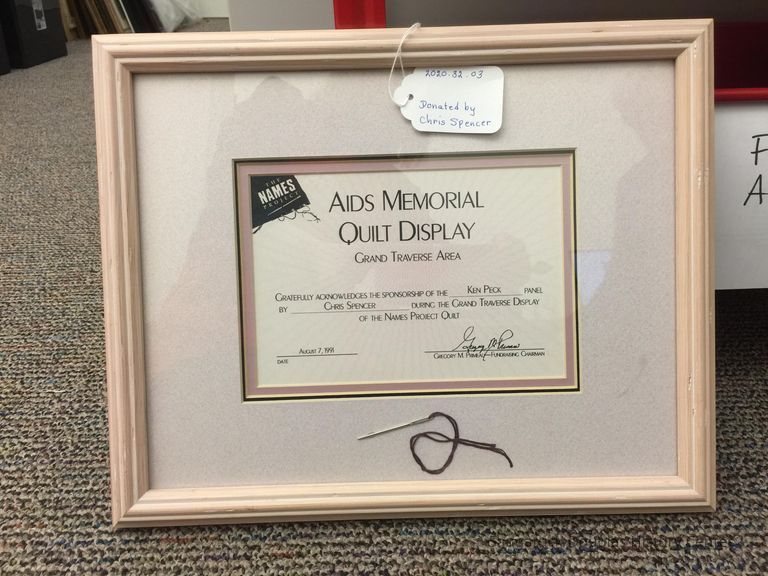 2020.32.03
Donated by
Chris Spencer
THE
NAMES
PROJECT
AIDS MEMORIAL
QUILT DISPLAY
GRAND TRAVERSE AREA
GRATEFULLY ACKNOWLEDGES THE SPONSORSHIP OF THE KEN PECK PANEL
BY CHRIS SPENCER DURING THE GRAND TRAVERSE DISPLAY
OF THE NAMES PROJECT QUILT
AUGUST 7, 1991
DATE
GREGORY M. PRIMEAU FUNDRAISING CHAIRMAN
F
A